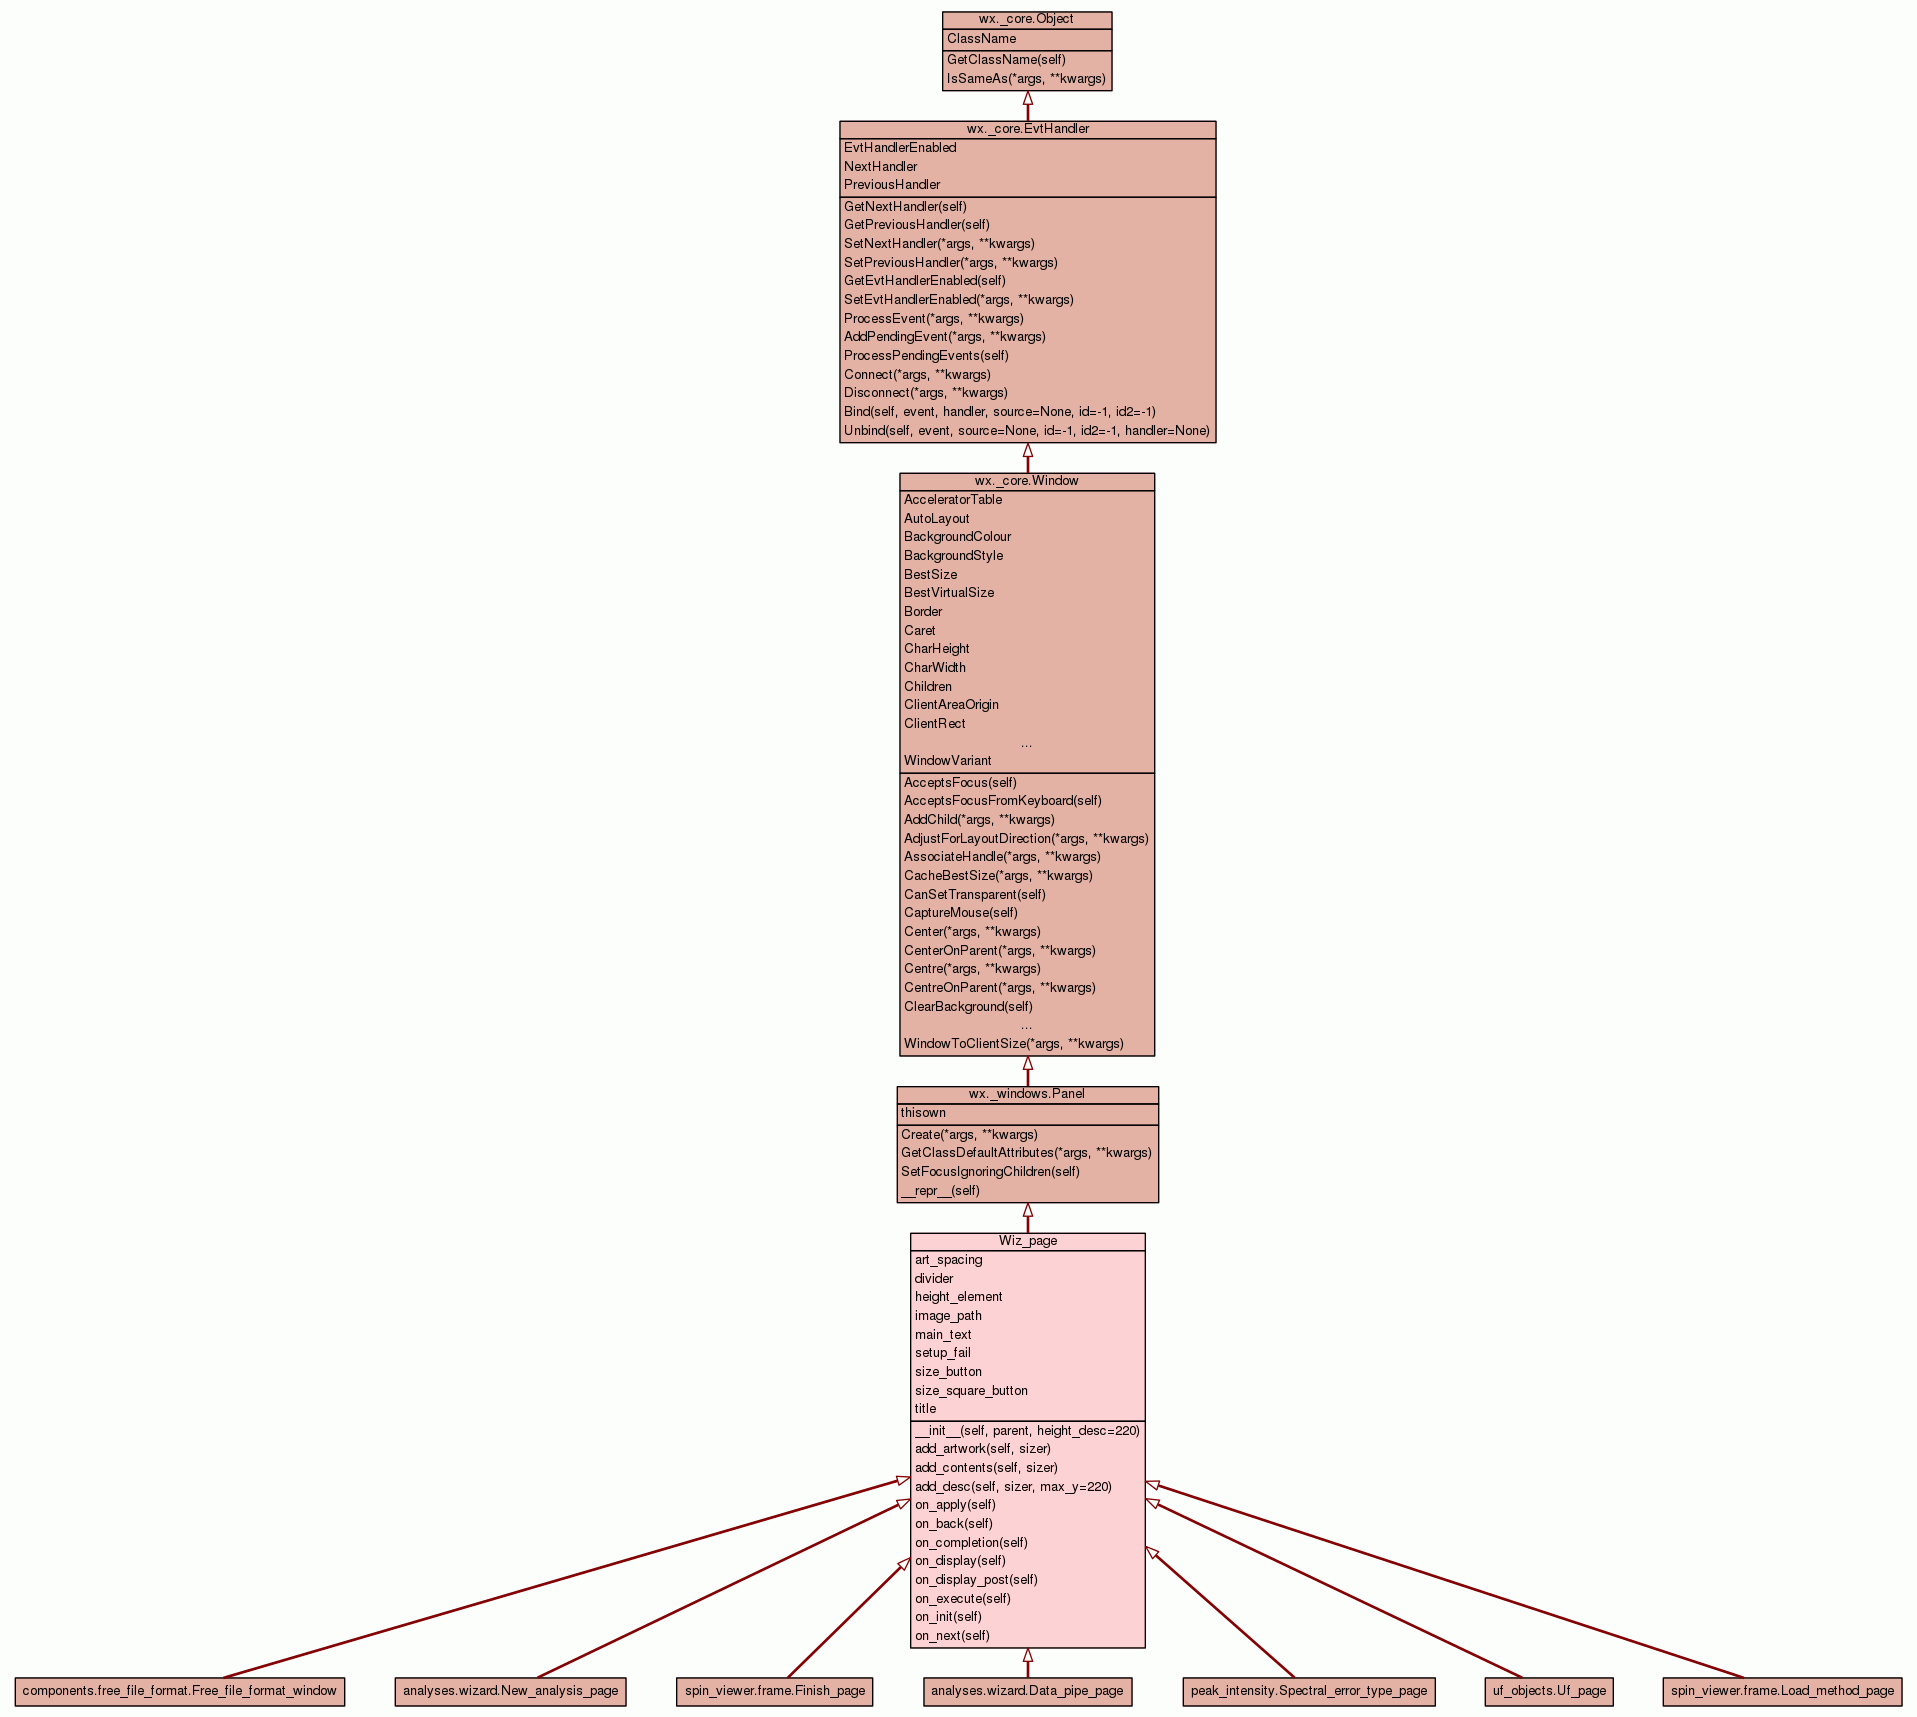 wx._core.Object
ClassName
GetClassName(self)
IsSameAs(*args, **kwargs)
wx._core.EvtHandler
EvtHandlerEnabled
NextHandler
PreviousHandler
GetNextHandler(self)
GetPreviousHandler(self)
SetNextHandler(*args, **kwargs)
SetPreviousHandler(*args, **kwargs)
GetEvtHandlerEnabled(self)
SetEvtHandlerEnabled(*args, **kwargs)
ProcessEvent(*args, **kwargs)
AddPendingEvent(*args, **kwargs)
ProcessPendingEvents(self)
Connect(*args, **kwargs)
Disconnect(*args, **kwargs)
Bind(self, event, handler, source=None, id=-1, id2=-1)
Unbind(self, event, source=None, id=-1, id2=-1, handler=None)
wx._core.Window
AcceleratorTable
AutoLayout
BackgroundColour
BackgroundStyle
BestSize
BestVirtualSize
Border
Caret
CharHeight
CharWidth
Children
ClientAreaOrigin
ClientRect
...
WindowVariant
AcceptsFocus(self)
AcceptsFocusFromKeyboard(self)
AddChild(*args, **kwargs)
AdjustForLayoutDirection(*args, **kwargs)
AssociateHandle(*args, **kwargs)
CacheBestSize(*args, **kwargs)
CanSetTransparent(self)
CaptureMouse(self)
Center(*args, **kwargs)
CenterOnParent(*args, **kwargs)
Centre(*args, **kwargs)
CentreOnParent(*args, **kwargs)
ClearBackground(self)
...
WindowToClientSize(*args, **kwargs)
wx._windows.Panel
thisown
Create(*args, **kwargs)
GetClassDefaultAttributes(*args, **kwargs)
SetFocusIgnoringChildren(self)
__repr__(self)
Wiz_page
art_spacing
divider
height_element
image_path
main_text
setup_fail
size_button
size_square_button
title
__init__(self, parent, height_desc=220)
add_artwork(self, sizer)
add_contents(self, sizer)
add_desc(self, sizer, max_y=220)
on_apply(self)
on_back(self)
on_completion(self)
on_display(self)
on_display_post(self)
on_execute(self)
on_init(self)
on_next(self)
components.free_file_format.Free_file_format_window
analyses.wizard.New_analysis_page
spin_viewer.frame.Finish_page
analyses.wizard.Data_pipe_page
peak_intensity.Spectral_error_type_page
uf_objects.Uf_page
spin_viewer.frame.Load_method_page